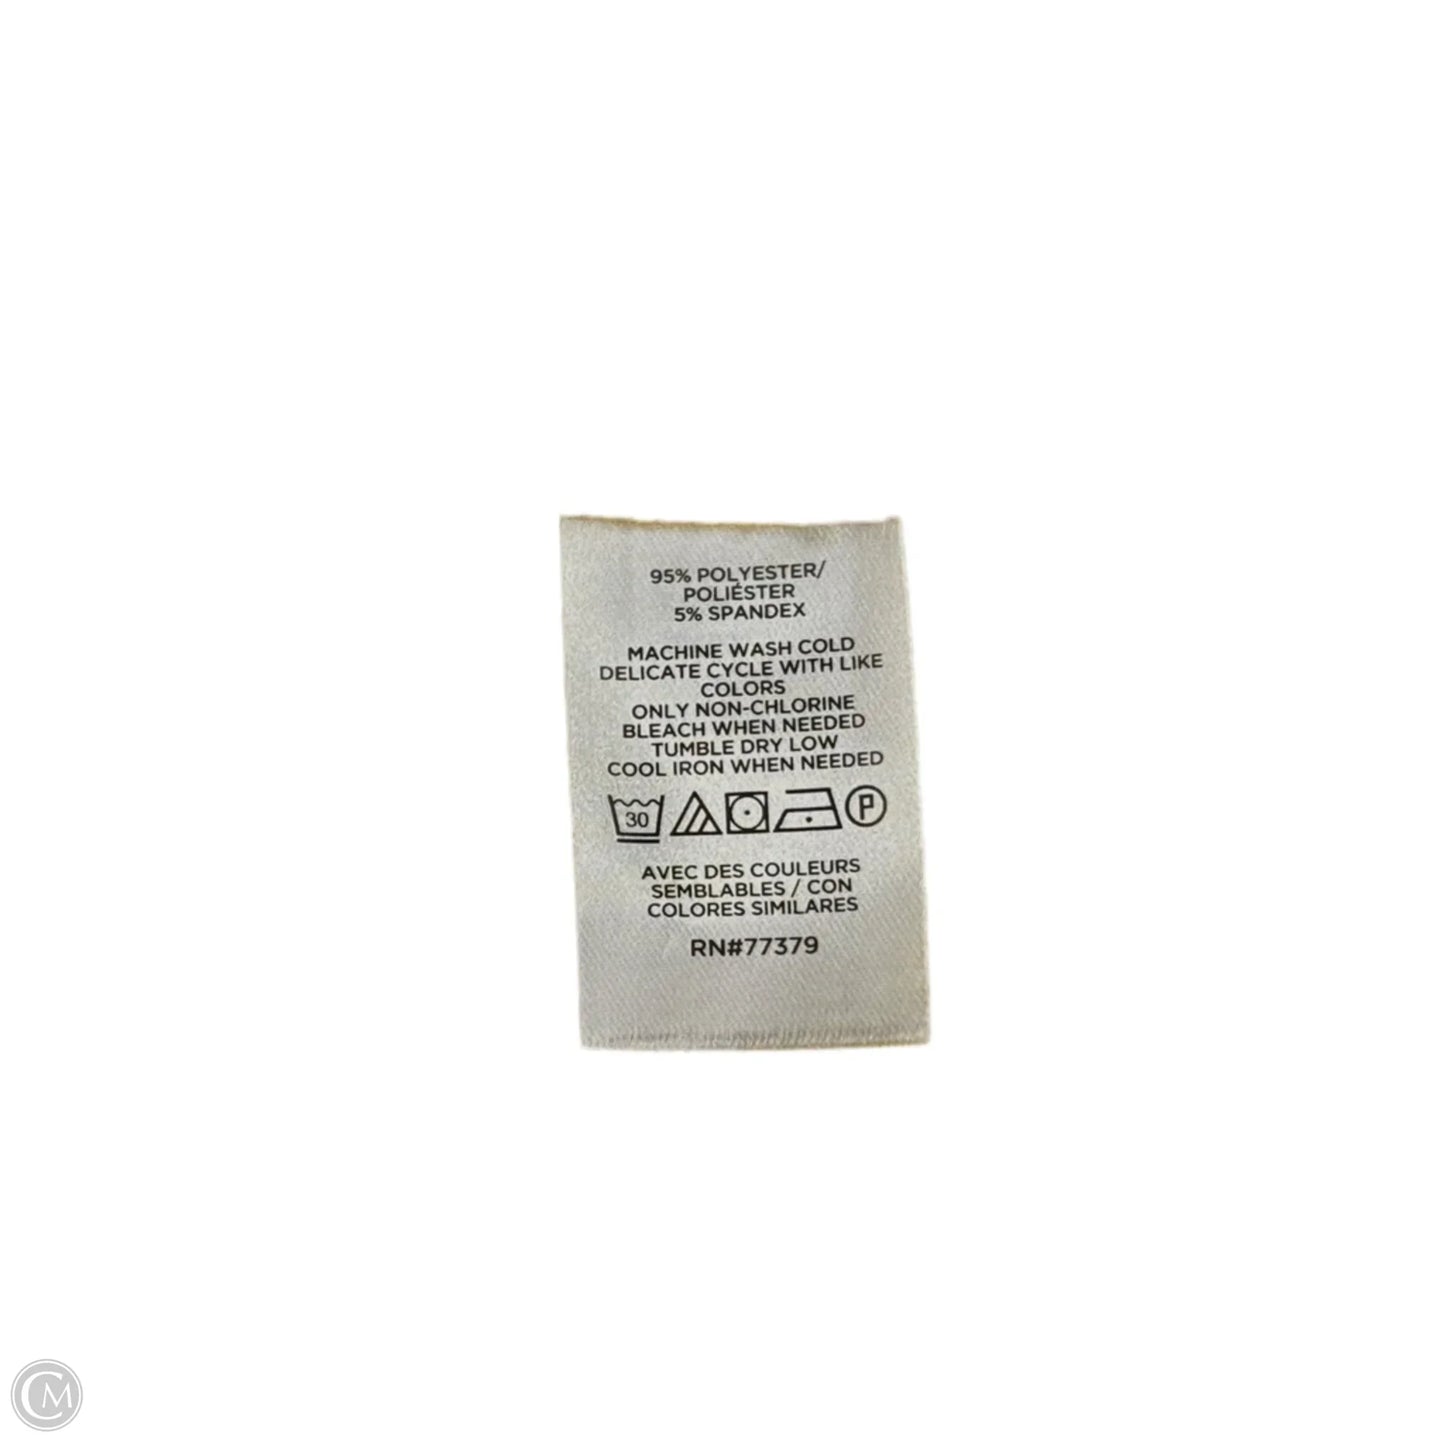 95% POLYESTER/
POLIÉSTER
5% SPANDEX
MACHINE WASH COLD
DELICATE CYCLE WITH LIKE
COLORS
ONLY NON-CHLORINE
BLEACH WHEN NEEDED
TUMBLE DRY LOW
COOL IRON WHEN NEEDED
30 P
AVEC DES COULEURS
SEMBLABLES / CON
COLORES SIMILARES
RN#77379
CM